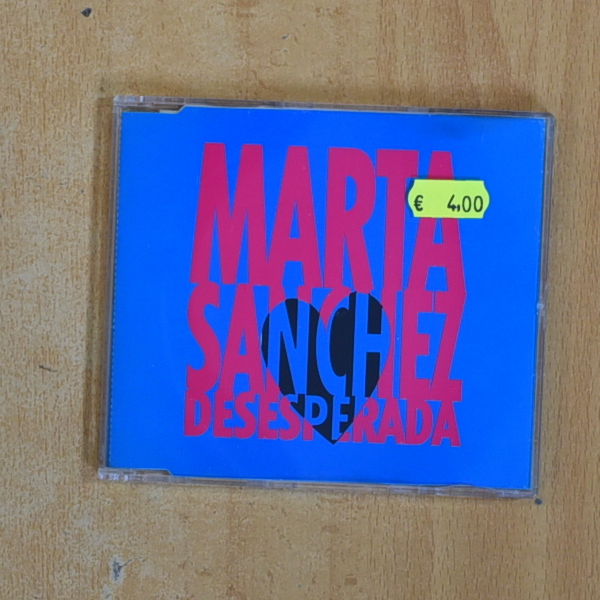 MARTA
€ 4,00
SANCHEZ
DESESPERADA